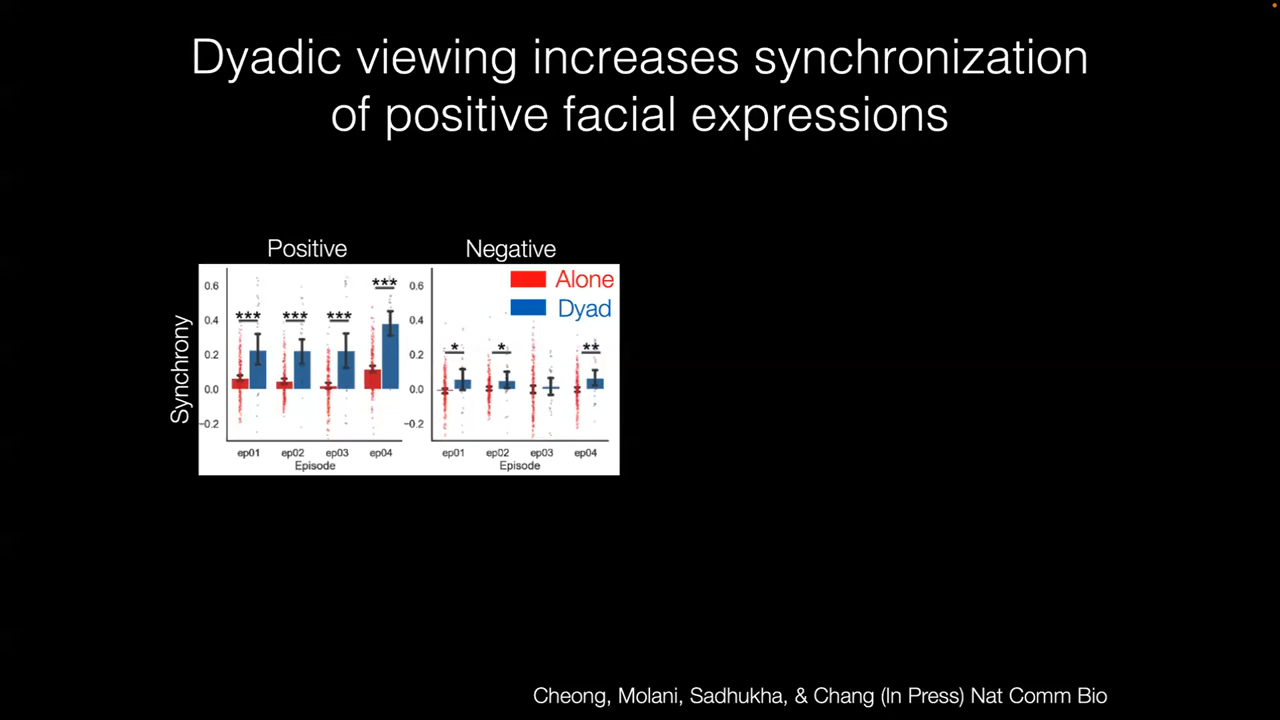 Dyadic viewing increases synchronization
of positive facial expressions
Positive
Negative
Synchrony
0.6
0.4
0.2
0.0
−0.2
*** *** *** ***
ep01 ep02 ep03 ep04
Episode
0.6
0.4
0.2
0.0
−0.2
Alone
Dyad
* * **
ep01 ep02 ep03 ep04
Episode
Cheong, Molani, Sadhukha, & Chang (In Press) Nat Comm Bio